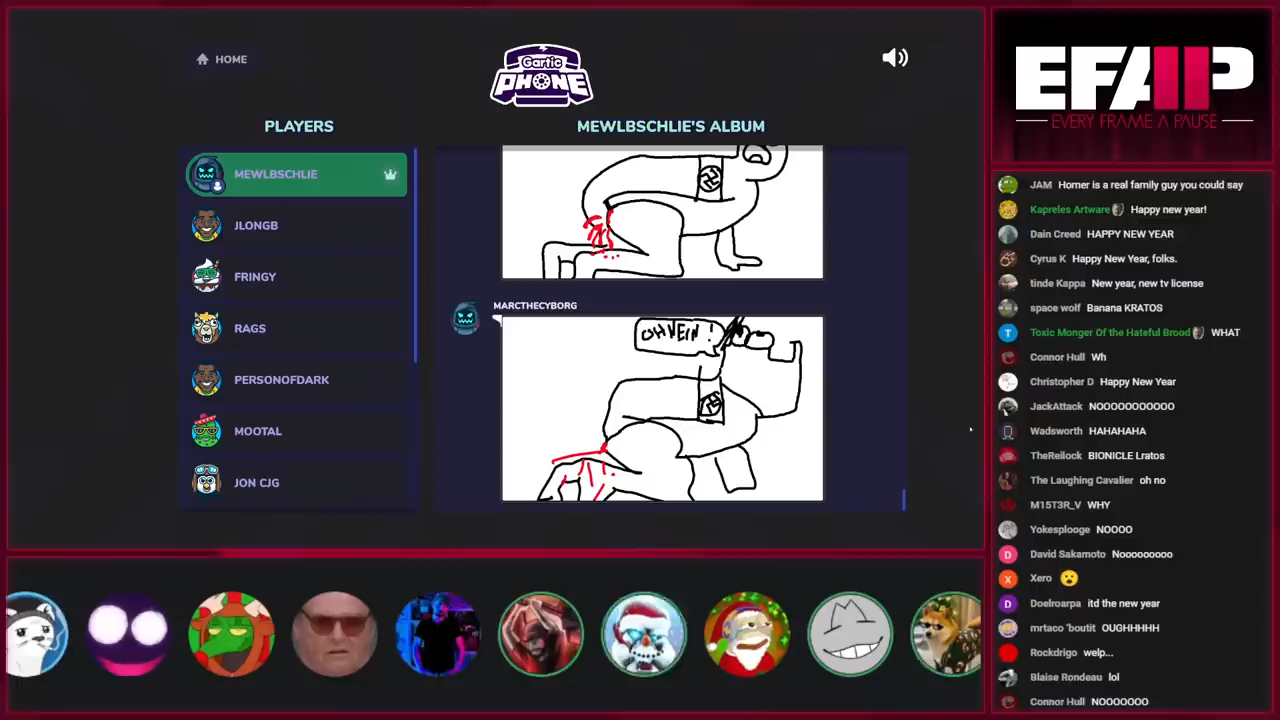 HOME
Gartic
PHONE
PLAYERS
MEWLBSCHLIE
JLONGB
FRINGY
RAGS
PERSONOFDARK
MOOTAL
JON CJG
MEWLBSCHLIE'S ALBUM
MARCTHECYBORG
OH VEIN !
EFAP
EVERY FRAME A PAUSE
JAM Homer is a real family guy you could say
Kapreles Artware Happy new year!
Dain Creed HAPPY NEW YEAR
Cyrus K Happy New Year, folks.
tinde Kappa New year, new tv license
space wolf Banana KRATOS
T Toxic Monger Of the Hateful Brood WHAT
Connor Hull Wh
Christopher D Happy New Year
JackAttack NOOOOOOOOOO
Wadsworth HAHAHAHA
TheReilock BIONICLE Lratos
The Laughing Cavalier oh no
M15T3R_V WHY
Yokesplooge NOOOO
D David Sakamoto Nooooooooo
X Xero 😮
D Doelroarpa itd the new year
mrtaco 'boutit OUGHHHHH
Rockdrigo welp...
Blaise Rondeau lol
Connor Hull NOOOOOOO